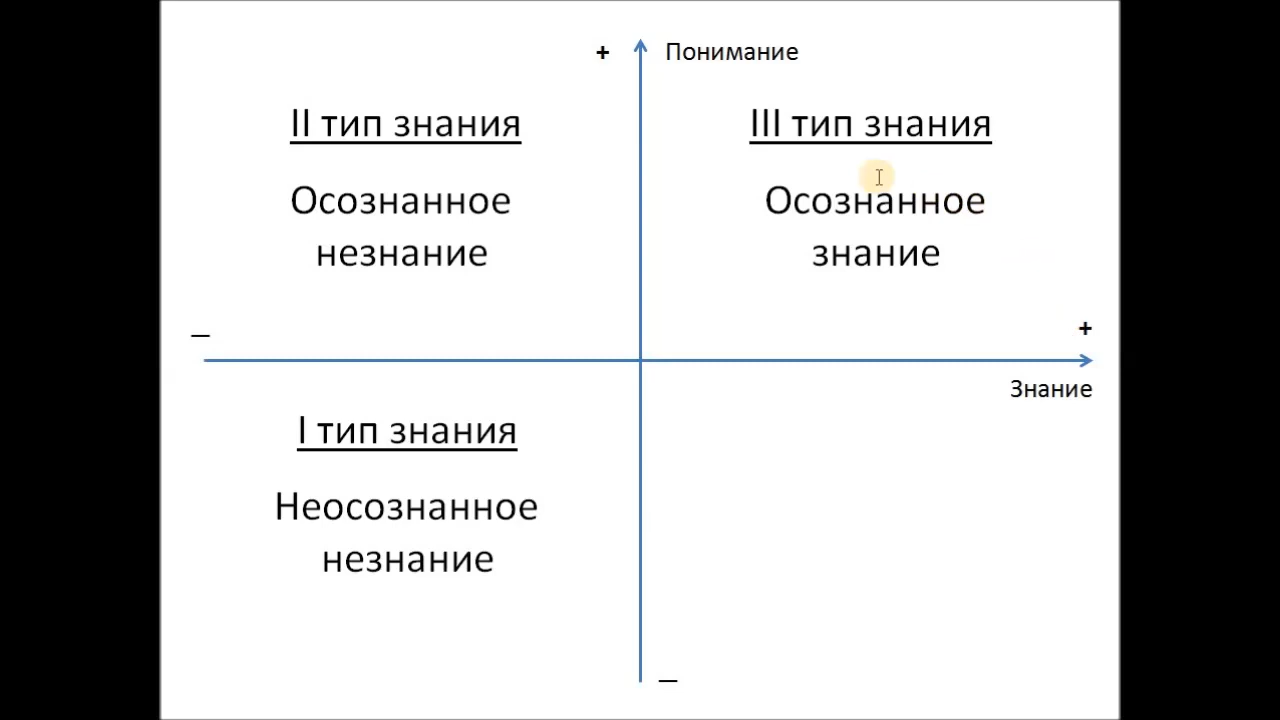 + Понимание
II тип знания
III тип знания
Осознанное
незнание
Осознанное
знание
– +
Знание
I тип знания
Неосознанное
незнание
–